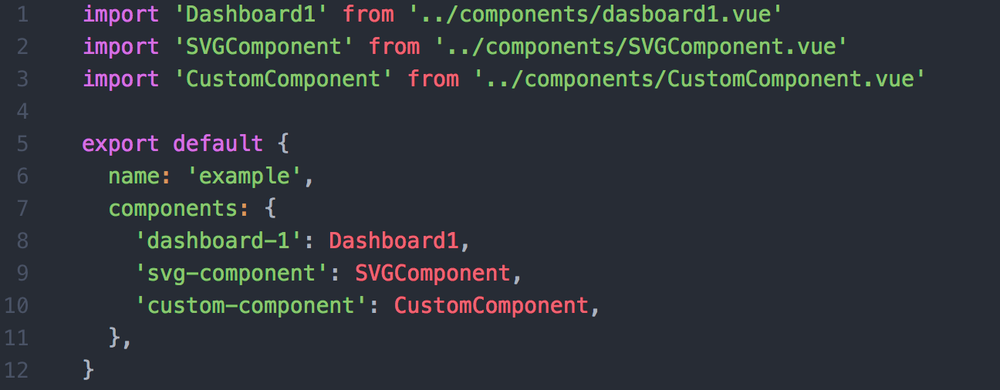 1 import 'Dashboard1' from '../components/dasboard1.vue'
2 import 'SVGComponent' from '../components/SVGComponent.vue'
3 import 'CustomComponent' from '../components/CustomComponent.vue'
4
5 export default {
6   name: 'example',
7   components: {
8     'dashboard-1': Dashboard1,
9     'svg-component': SVGComponent,
10     'custom-component': CustomComponent,
11   },
12 }